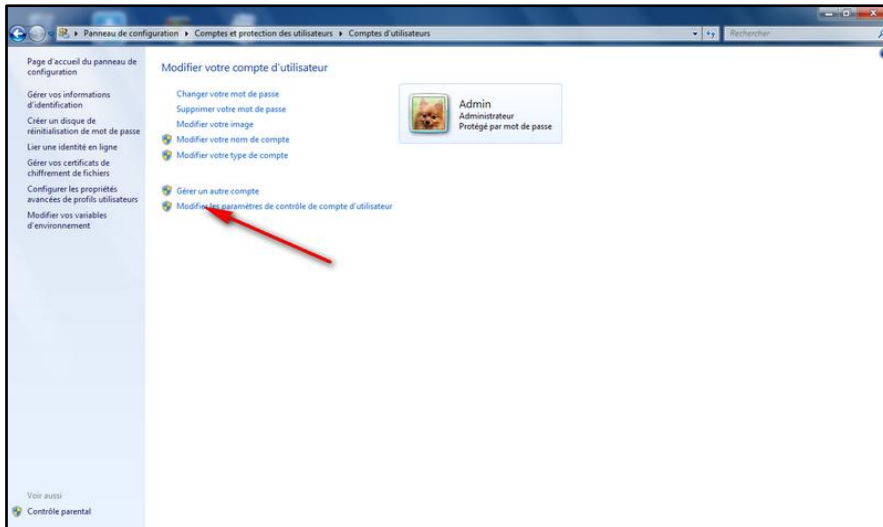 Panneau de configuration ▸ Comptes et protection des utilisateurs ▸ Comptes d'utilisateurs
Rechercher
Page d'accueil du panneau de
configuration
Gérer vos informations
d'identification
Créer un disque de
réinitialisation de mot de passe
Lier une identité en ligne
Gérer vos certificats de
chiffrement de fichiers
Configurer les propriétés
avancées de profils utilisateurs
Modifier vos variables
d'environnement
Modifier votre compte d'utilisateur
Changer votre mot de passe
Supprimer votre mot de passe
Modifier votre image
Modifier votre nom de compte
Modifier votre type de compte
Gérer un autre compte
Modifier les paramètres de contrôle de compte d'utilisateur
Admin
Administrateur
Protégé par mot de passe
Voir aussi
Contrôle parental